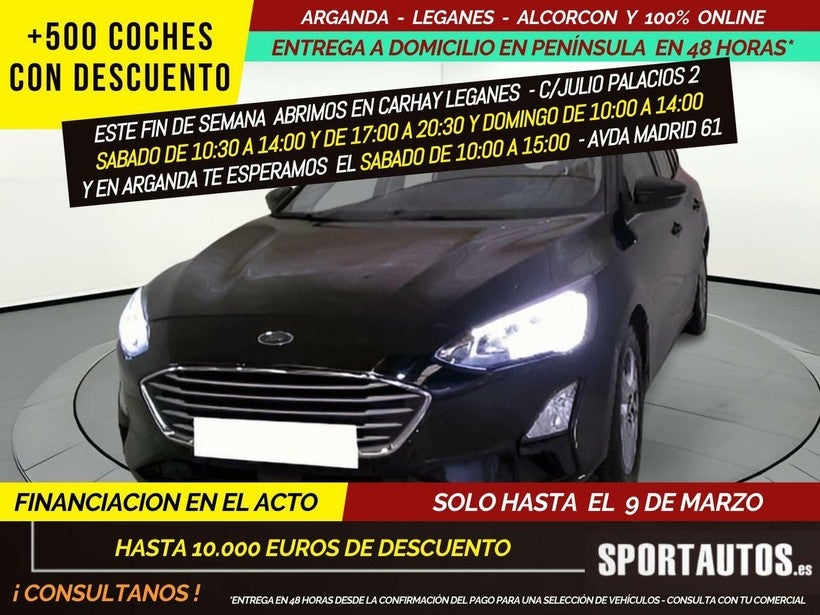 +500 COCHES
CON DESCUENTO
ARGANDA - LEGANES - ALCORCON Y 100% ONLINE
ENTREGA A DOMICILIO EN PENÍNSULA EN 48 HORAS*
ESTE FIN DE SEMANA ABRIMOS EN CARHAY LEGANES - C/JULIO PALACIOS 2
SABADO DE 10:30 A 14:00 Y DE 17:00 A 20:30 Y DOMINGO DE 10:00 A 14:00
Y EN ARGANDA TE ESPERAMOS EL SABADO DE 10:00 A 15:00 - AVDA MADRID 61
Ford
FINANCIACION EN EL ACTO
SOLO HASTA EL 9 DE MARZO
HASTA 10.000 EUROS DE DESCUENTO
SPORTAUTOS.es
¡ CONSULTANOS !
*ENTREGA EN 48 HORAS DESDE LA CONFIRMACIÓN DEL PAGO PARA UNA SELECCIÓN DE VEHÍCULOS - CONSULTA CON TU COMERCIAL